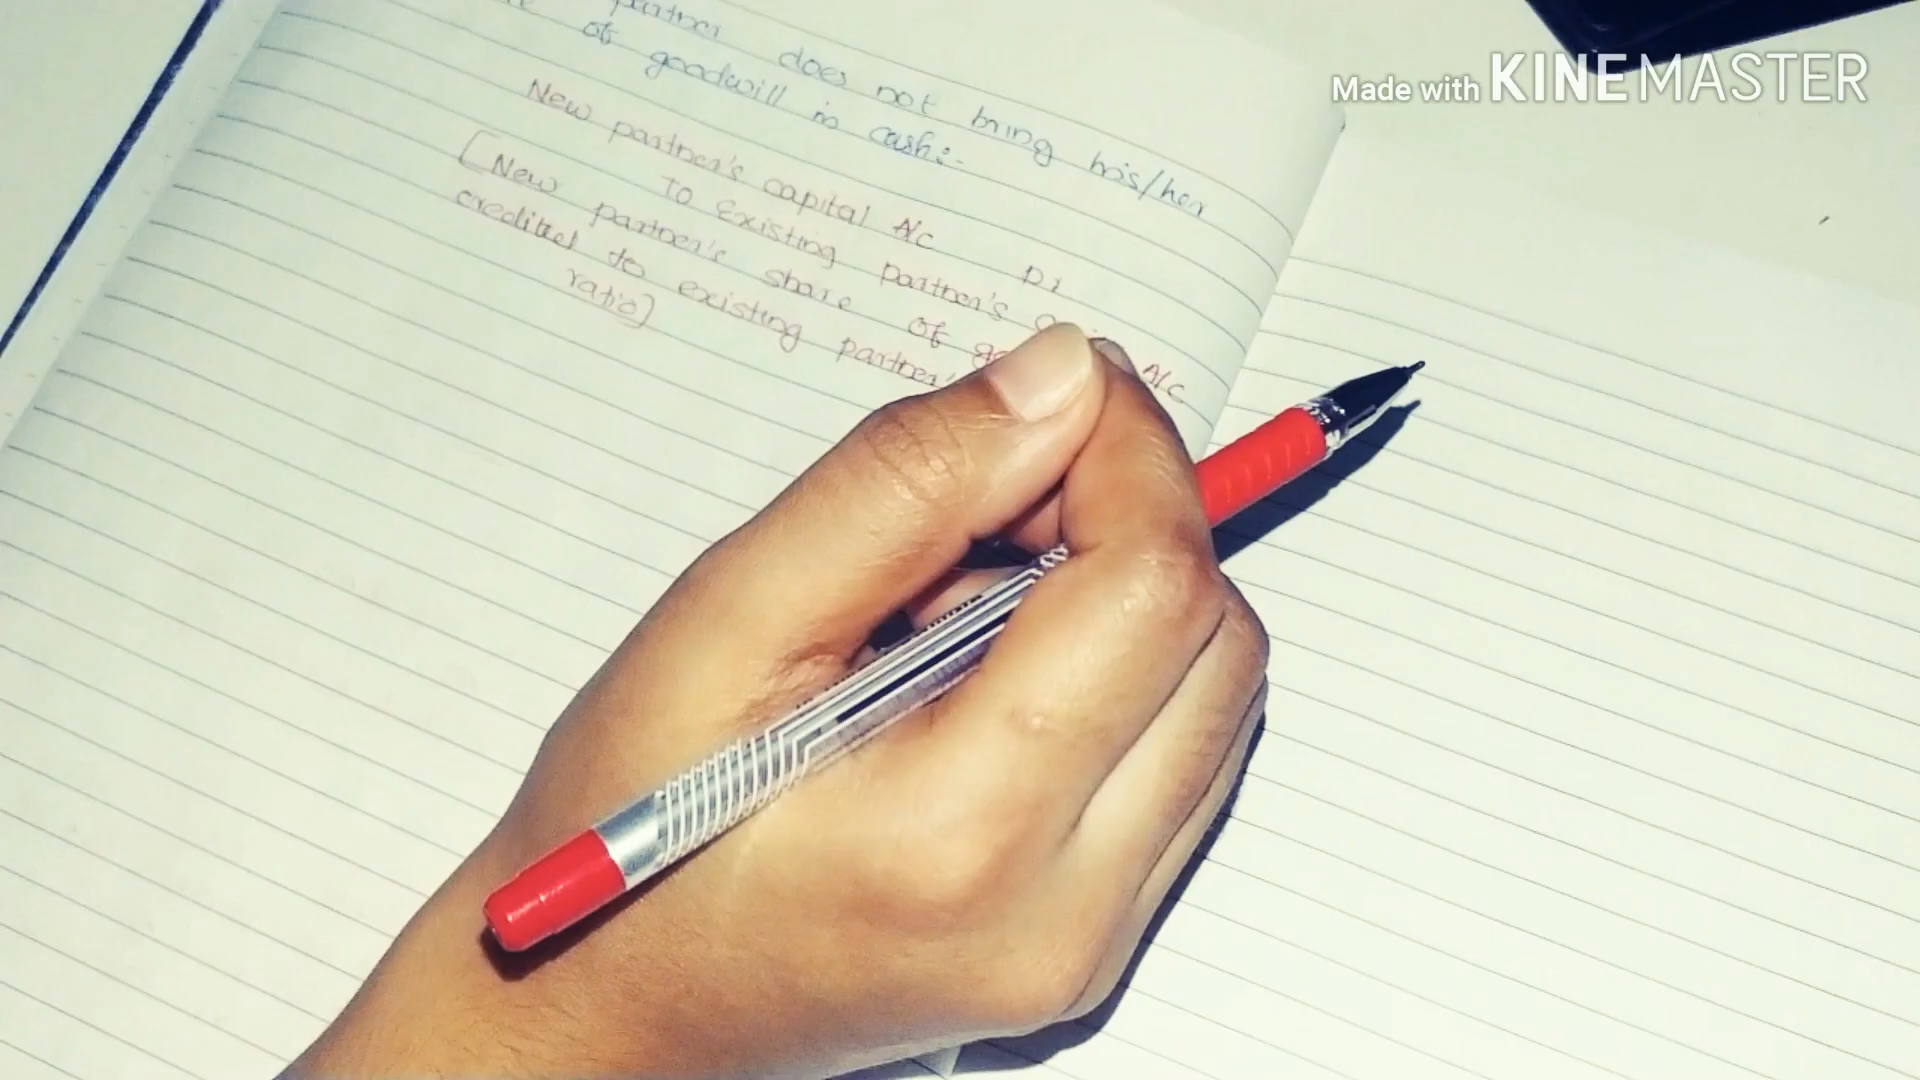 partner does not bring his/her
of goodwill in cash:-
New partner's capital A/c Dr
To Existing partner's A/c
[New partner's share of
credited to existing partner's
ratio]
Made with KINEMASTER